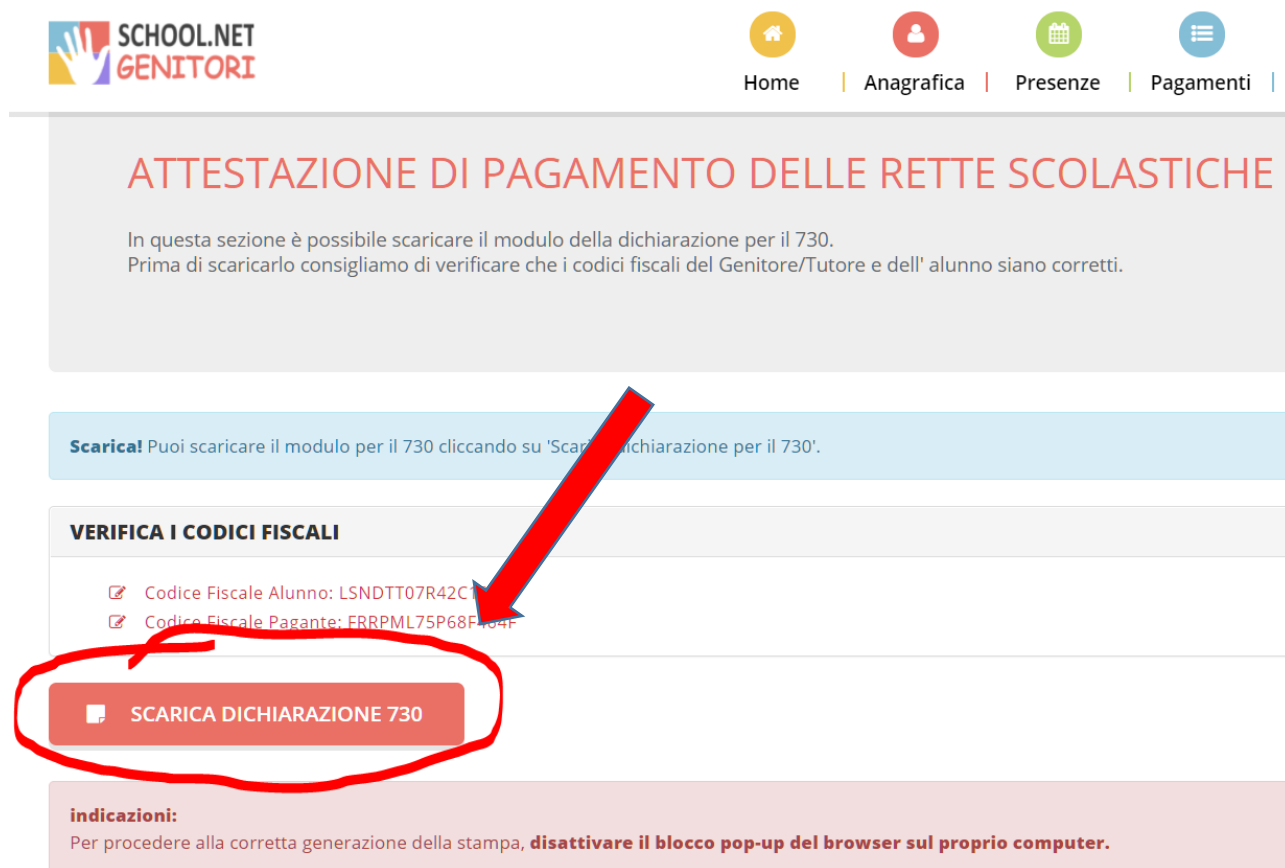 SCHOOL.NET
GENITORI
Home Anagrafica Presenze Pagamenti
ATTESTAZIONE DI PAGAMENTO DELLE RETTE SCOLASTICHE
In questa sezione è possibile scaricare il modulo della dichiarazione per il 730.
Prima di scaricarlo consigliamo di verificare che i codici fiscali del Genitore/Tutore e dell' alunno siano corretti.
Scarica! Puoi scaricare il modulo per il 730 cliccando su 'Scari dichiarazione per il 730'.
VERIFICA I CODICI FISCALI
Codice Fiscale Alunno:
Codice Fiscale Pagante:
SCARICA DICHIARAZIONE 730
indicazioni:
Per procedere alla corretta generazione della stampa, disattivare il blocco pop-up del browser sul proprio computer.